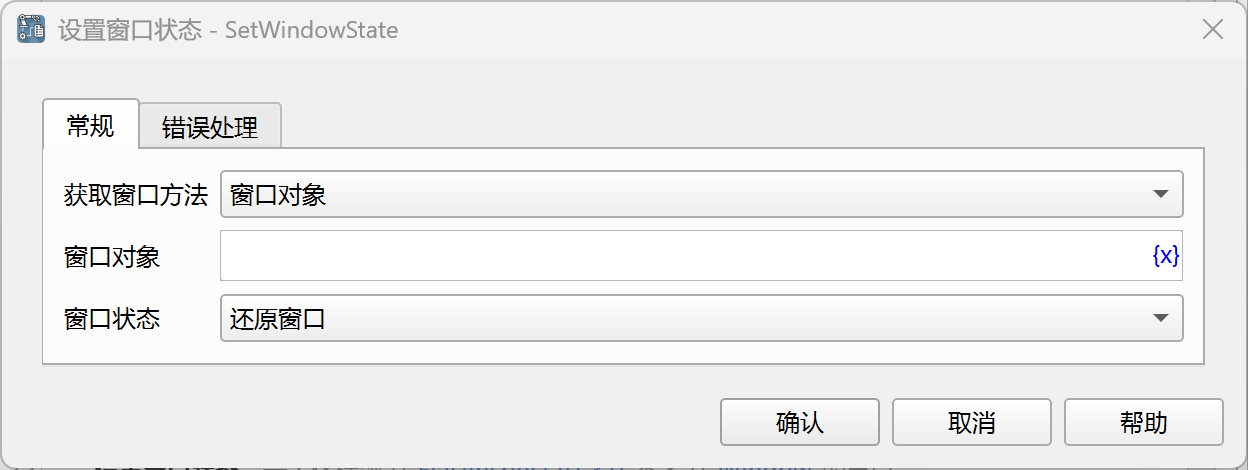 设置窗口状态 - SetWindowState
常规
错误处理
获取窗口方法 窗口对象
窗口对象 {x}
窗口状态 还原窗口
确认 取消 帮助